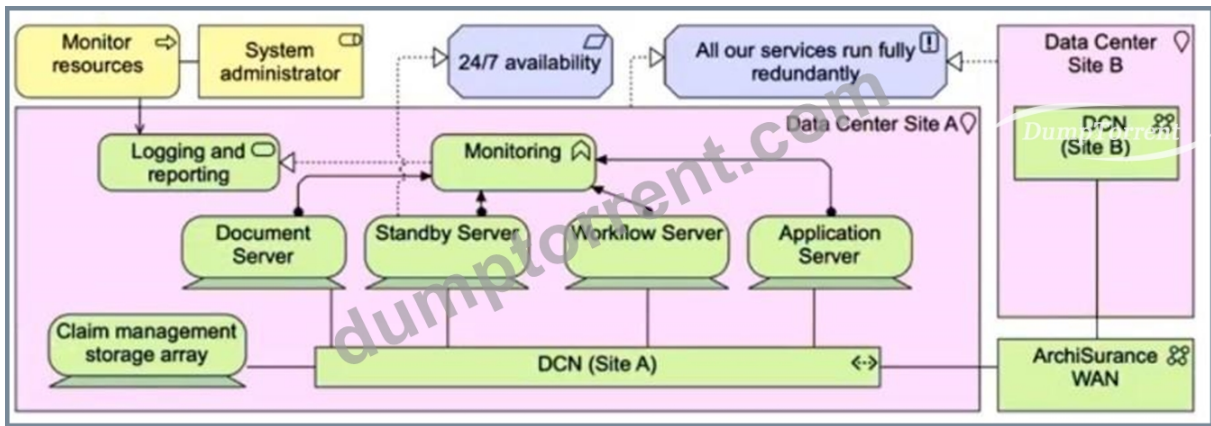 Monitor
resources
System
administrator
24/7 availability
All our services run fully
redundantly
Data Center
Site B
Data Center Site A
DCN
(Site B)
DumpTorrent
Logging and
reporting
Monitoring
Document
Server
Standby Server
Workflow Server
Application
Server
Claim management
storage array
DCN (Site A)
ArchiSurance
WAN
dumptorrent.com